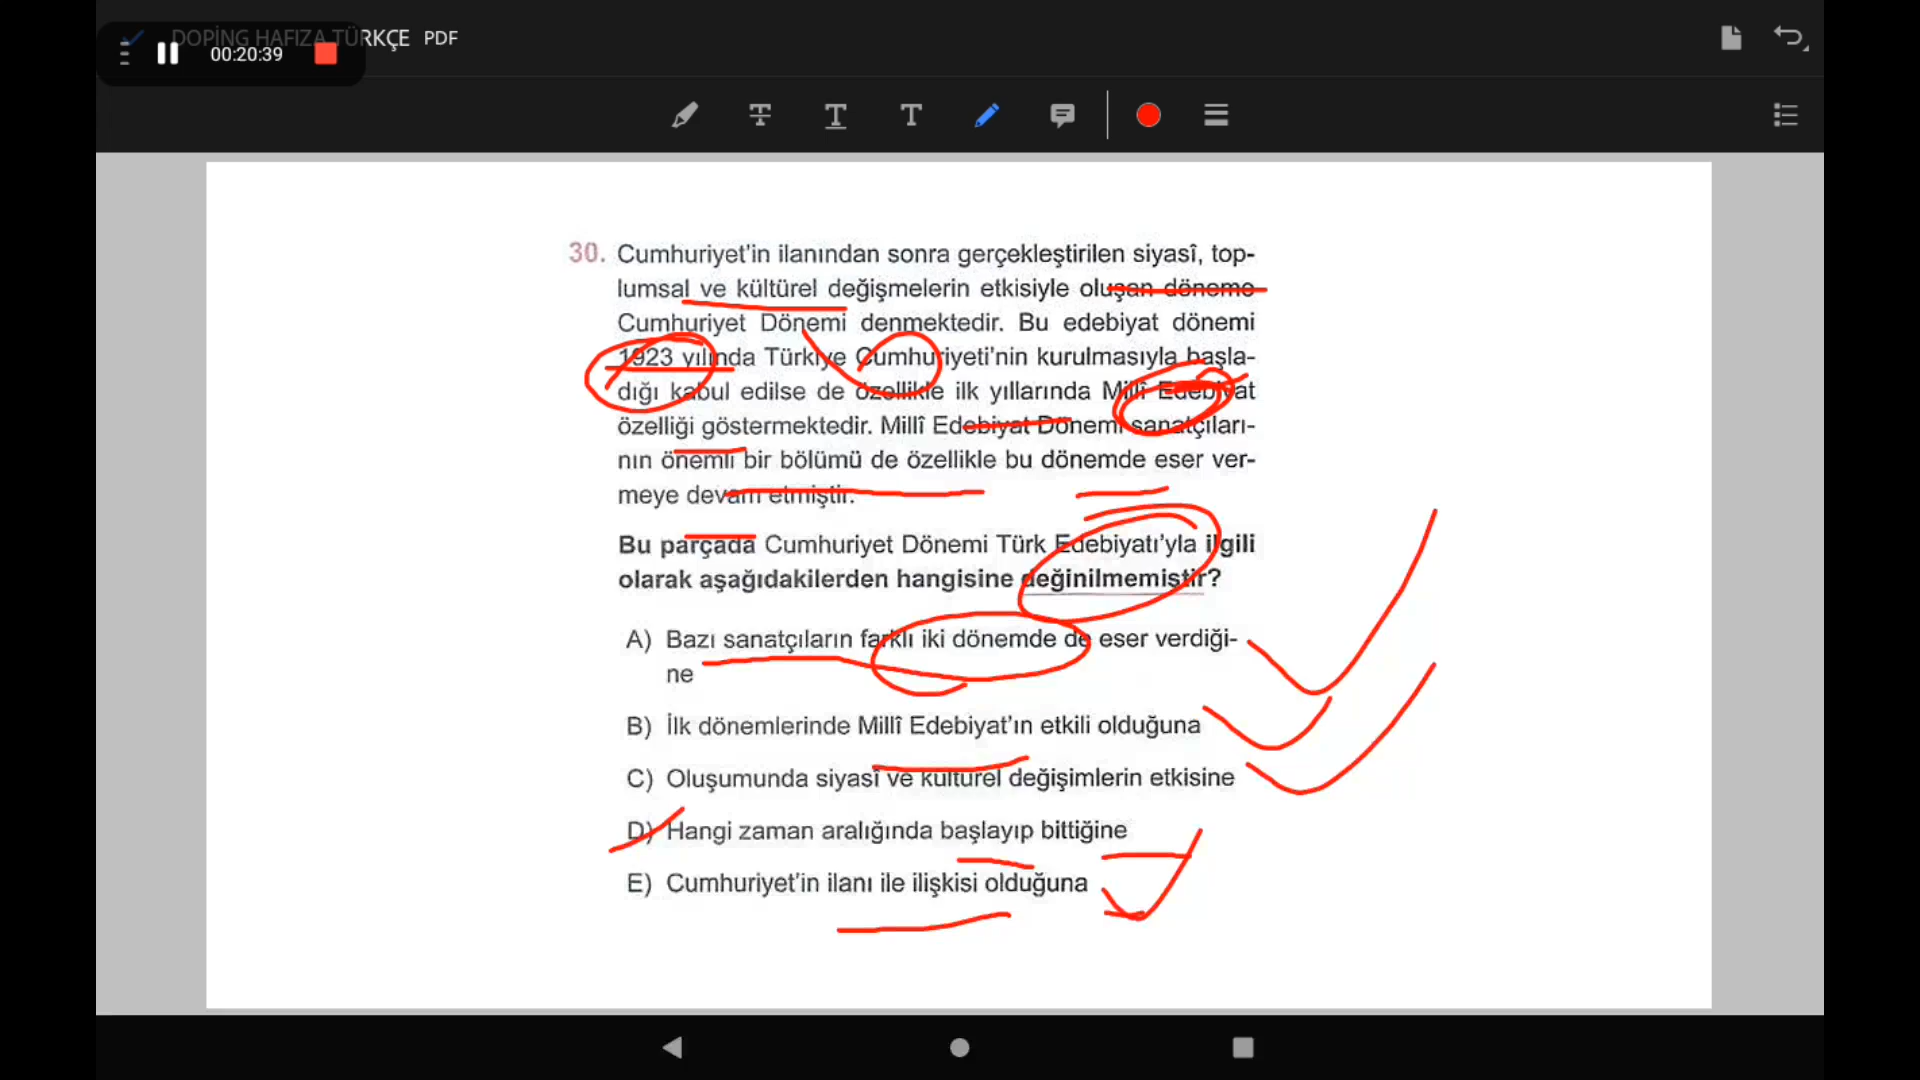 DOPİNG HAFIZA TÜRKÇE PDF
00:20:39
30. Cumhuriyet'in ilanından sonra gerçekleştirilen siyasî, top-
lumsal ve kültürel değişmelerin etkisiyle oluşan döneme
Cumhuriyet Dönemi denmektedir. Bu edebiyat dönemi
1923 yılında Türkiye Cumhuriyeti'nin kurulmasıyla başla-
dığı kabul edilse de özellikle ilk yıllarında Millî Edebiyat
özelliği göstermektedir. Millî Edebiyat Dönemi sanatçıları-
nın önemli bir bölümü de özellikle bu dönemde eser ver-
meye devam etmiştir.
Bu parçada Cumhuriyet Dönemi Türk Edebiyatı'yla ilgili
olarak aşağıdakilerden hangisine değinilmemiştir?
A) Bazı sanatçıların farklı iki dönemde de eser verdiği-
ne
B) İlk dönemlerinde Millî Edebiyat'ın etkili olduğuna
C) Oluşumunda siyasî ve kültürel değişimlerin etkisine
D) Hangi zaman aralığında başlayıp bittiğine
E) Cumhuriyet'in ilanı ile ilişkisi olduğuna